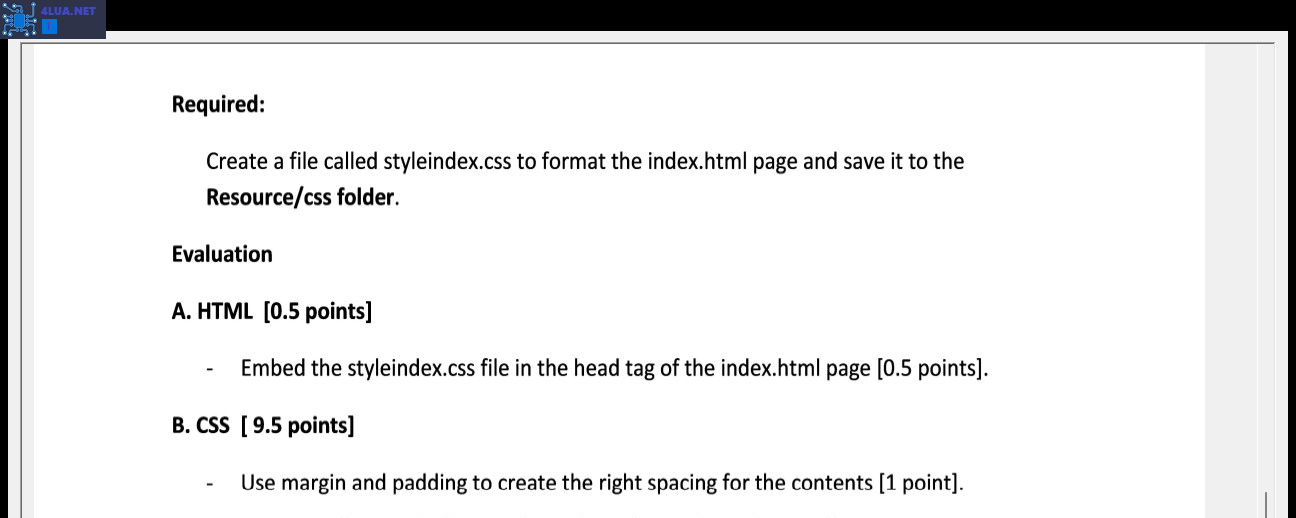 4LUA.NET
Required:
Create a file called styleindex.css to format the index.html page and save it to the
Resource/css folder.
Evaluation
A. HTML [0.5 points]
- Embed the styleindex.css file in the head tag of the index.html page [0.5 points].
B. CSS [ 9.5 points]
- Use margin and padding to create the right spacing for the contents [1 point].